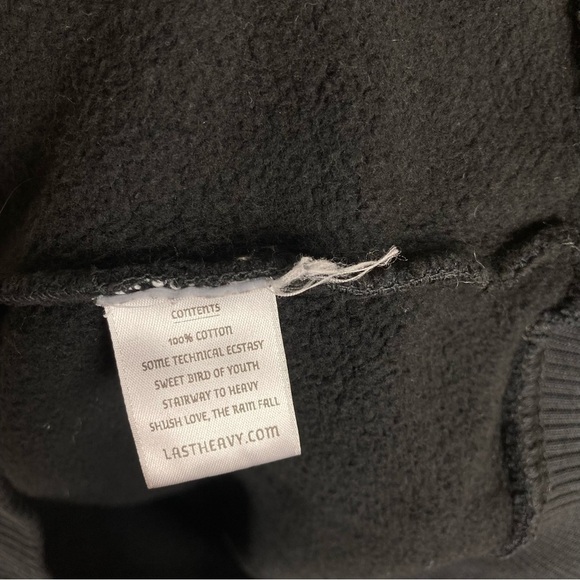 CONTENTS
100% COTTON
SOME TECHNICAL ECSTASY
SWEET BIRD OF YOUTH
STAIRWAY TO HEAVY
SHUSH LOVE, THE RAIN FALL
LASTHEAVY.COM